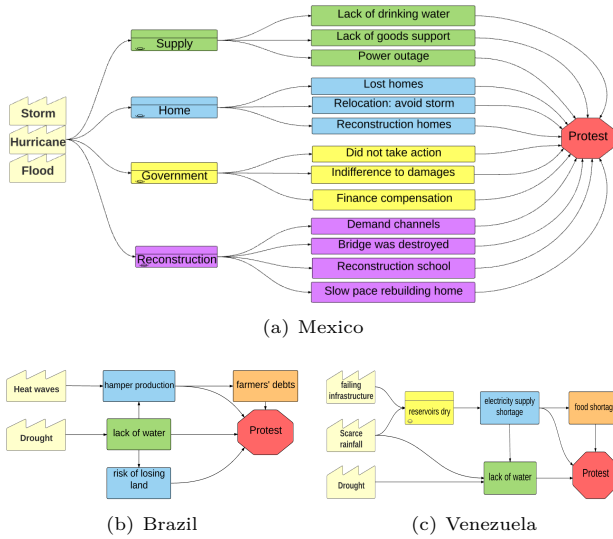 Storm
Hurricane
Flood
Supply
Home
Government
Reconstruction
Lack of drinking water
Lack of goods support
Power outage
Lost homes
Relocation: avoid storm
Reconstruction homes
Did not take action
Indifference to damages
Finance compensation
Demand channels
Bridge was destroyed
Reconstruction school
Slow pace rebuilding home
Protest
(a) Mexico
Heat waves
Drought
hamper production
lack of water
risk of losing
land
farmers' debts
Protest
(b) Brazil
failing
infrastructure
Scarce
rainfall
Drought
reservoirs dry
electricity supply
shortage
lack of water
food shortag
Protest
(c) Venezuela